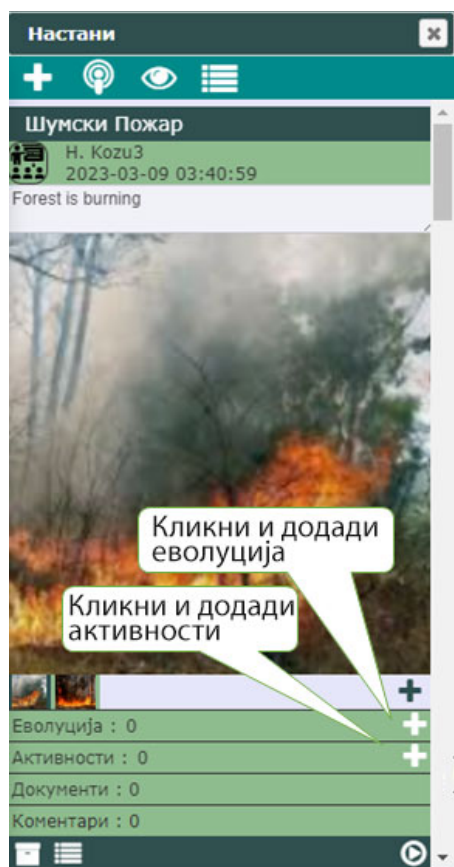 Настани
Шумски Пожар
H. Kozu3
2023-03-09 03:40:59
Forest is burning
Кликни и додади
еволуција
Кликни и додади
активности
Еволуција : 0
Активности : 0
Документи : 0
Коментари : 0